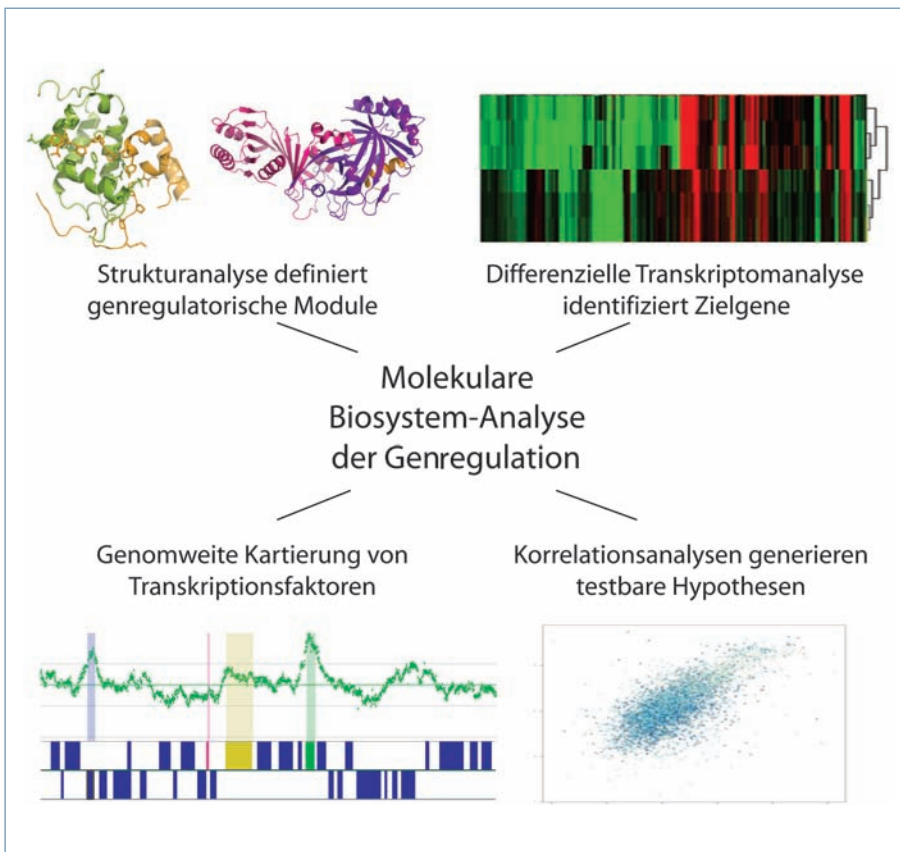 Strukturanalyse definiert
genregulatorische Module
Differenzielle Transkriptomanalyse
identifiziert Zielgene
Molekulare
Biosystem-Analyse
der Genregulation
Genomweite Kartierung von
Transkriptionsfaktoren
Korrelationsanalysen generieren
testbare Hypothesen